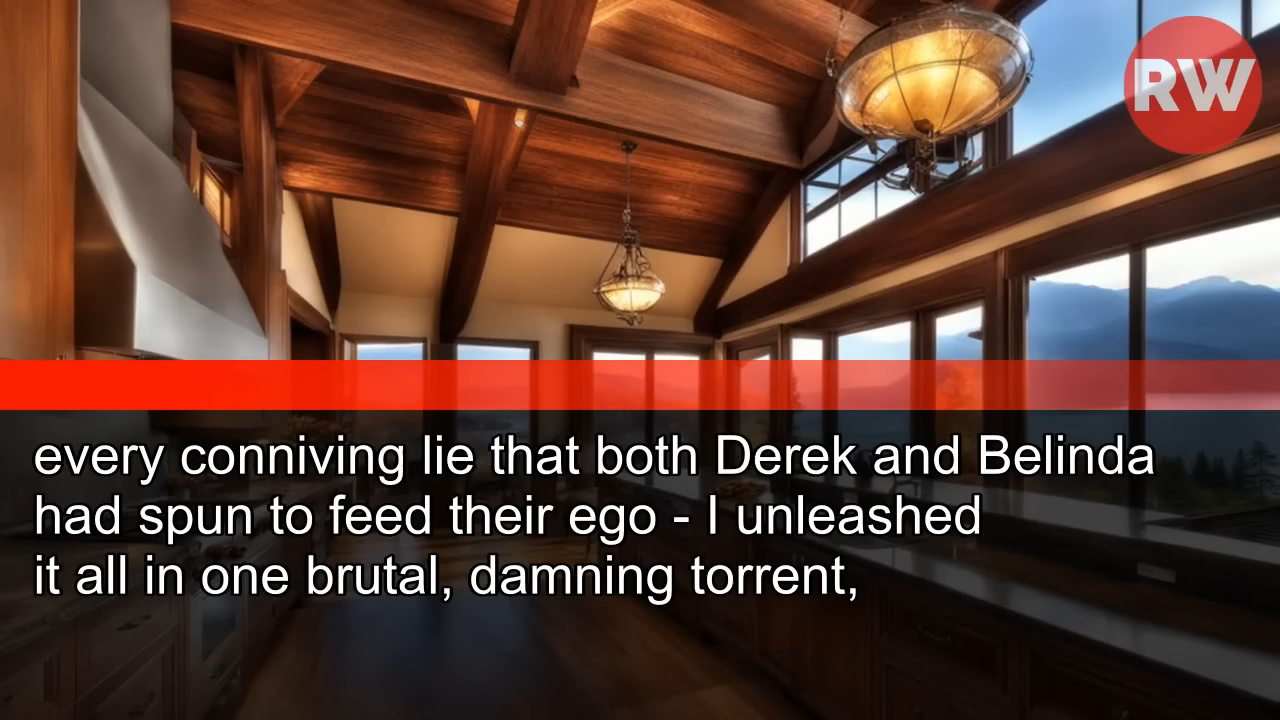 RW
every conniving lie that both Derek and Belinda
had spun to feed their ego - I unleashed
it all in one brutal, damning torrent,